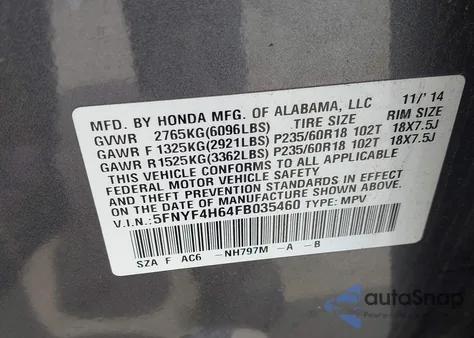 MFD. BY HONDA MFG. OF ALABAMA, LLC 11/'14
GVWR 2765KG(6096LBS) TIRE SIZE RIM SIZE
GAWR F 1325KG(2921LBS) P235/60R18 102T 18X7.5J
GAWR R 1525KG(3362LBS) P235/60R18 102T 18X7.5J
THIS VEHICLE CONFORMS TO ALL APPLICABLE
FEDERAL MOTOR VEHICLE SAFETY, BUMPER,
AND THEFT PREVENTION STANDARDS IN EFFECT
ON THE DATE OF MANUFACTURE SHOWN ABOVE.
V.I.N.:5FNYF4H64FB035460 TYPE: MPV
SZA F AC6 -NH797M -A -B
autoSnap